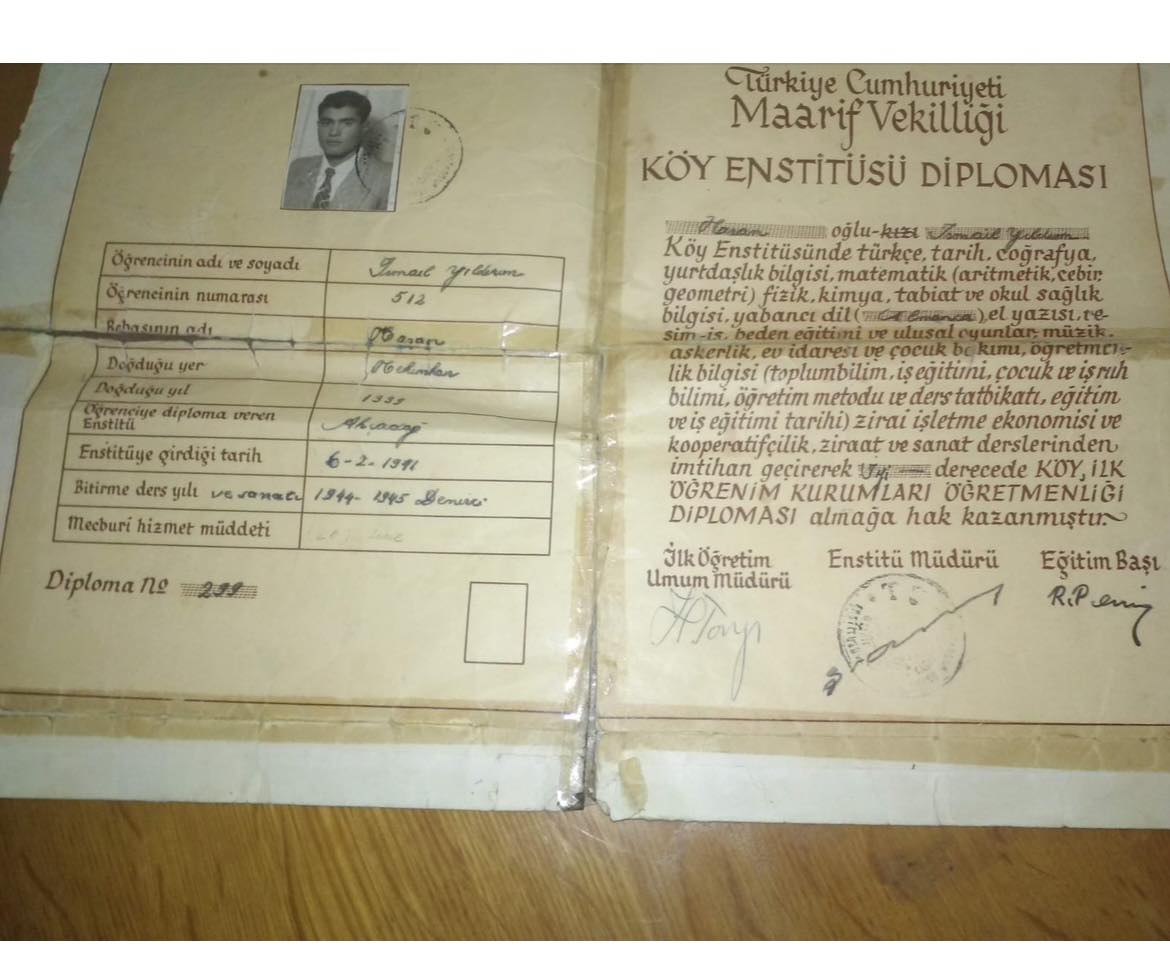 Öğrencinin adı ve soyadı İsmail Yıldırım
Öğrencinin numarası 512
Babasının adı Hasan
Doğduğu yer Hekimhan
Doğduğu yıl
Öğrenciye diploma veren
Enstitü Akçadağ
Enstitüye girdiği tarih 6-2-1941
Bitirme ders yılı ve sanatı 1944-1945 Demirci
Mecburî hizmet müddeti
Diploma No 299
Türkiye Cumhuriyeti
Maarif Vekilliği
KÖY ENSTİTÜSÜ DİPLOMASI
Hasan oğlu-kızı İsmail Yıldırım
Köy Enstitüsünde türkçe, tarih, coğrafya,
yurtdaşlık bilgisi, matematik (aritmetik, cebir,
geometri) fizik, kimya, tabiat ve okul sağlık
bilgisi, yabancı dil (Almanca), el yazısı, re-
sim-iş, beden eğitimi ve ulusal oyunlar, müzik,
askerlik, ev idaresi ve çocuk bakımı, öğretmen-
lik bilgisi (toplumbilim, iş eğitimi, çocuk ve iş ruh
bilimi, öğretim metodu ve ders tatbikatı, eğitim
ve iş eğitimi tarihi) zirai işletme ekonomisi ve
kooperatifçilik, ziraat ve sanat derslerinden
imtihan geçirerek iyi derecede KÖY, İLK
ÖĞRENİM KURUMLARI ÖĞRETMENLİĞİ
DİPLOMASI almağa hak kazanmıştır.
İlk Öğretim
Umum Müdürü
Enstitü Müdürü
Eğitim Başı